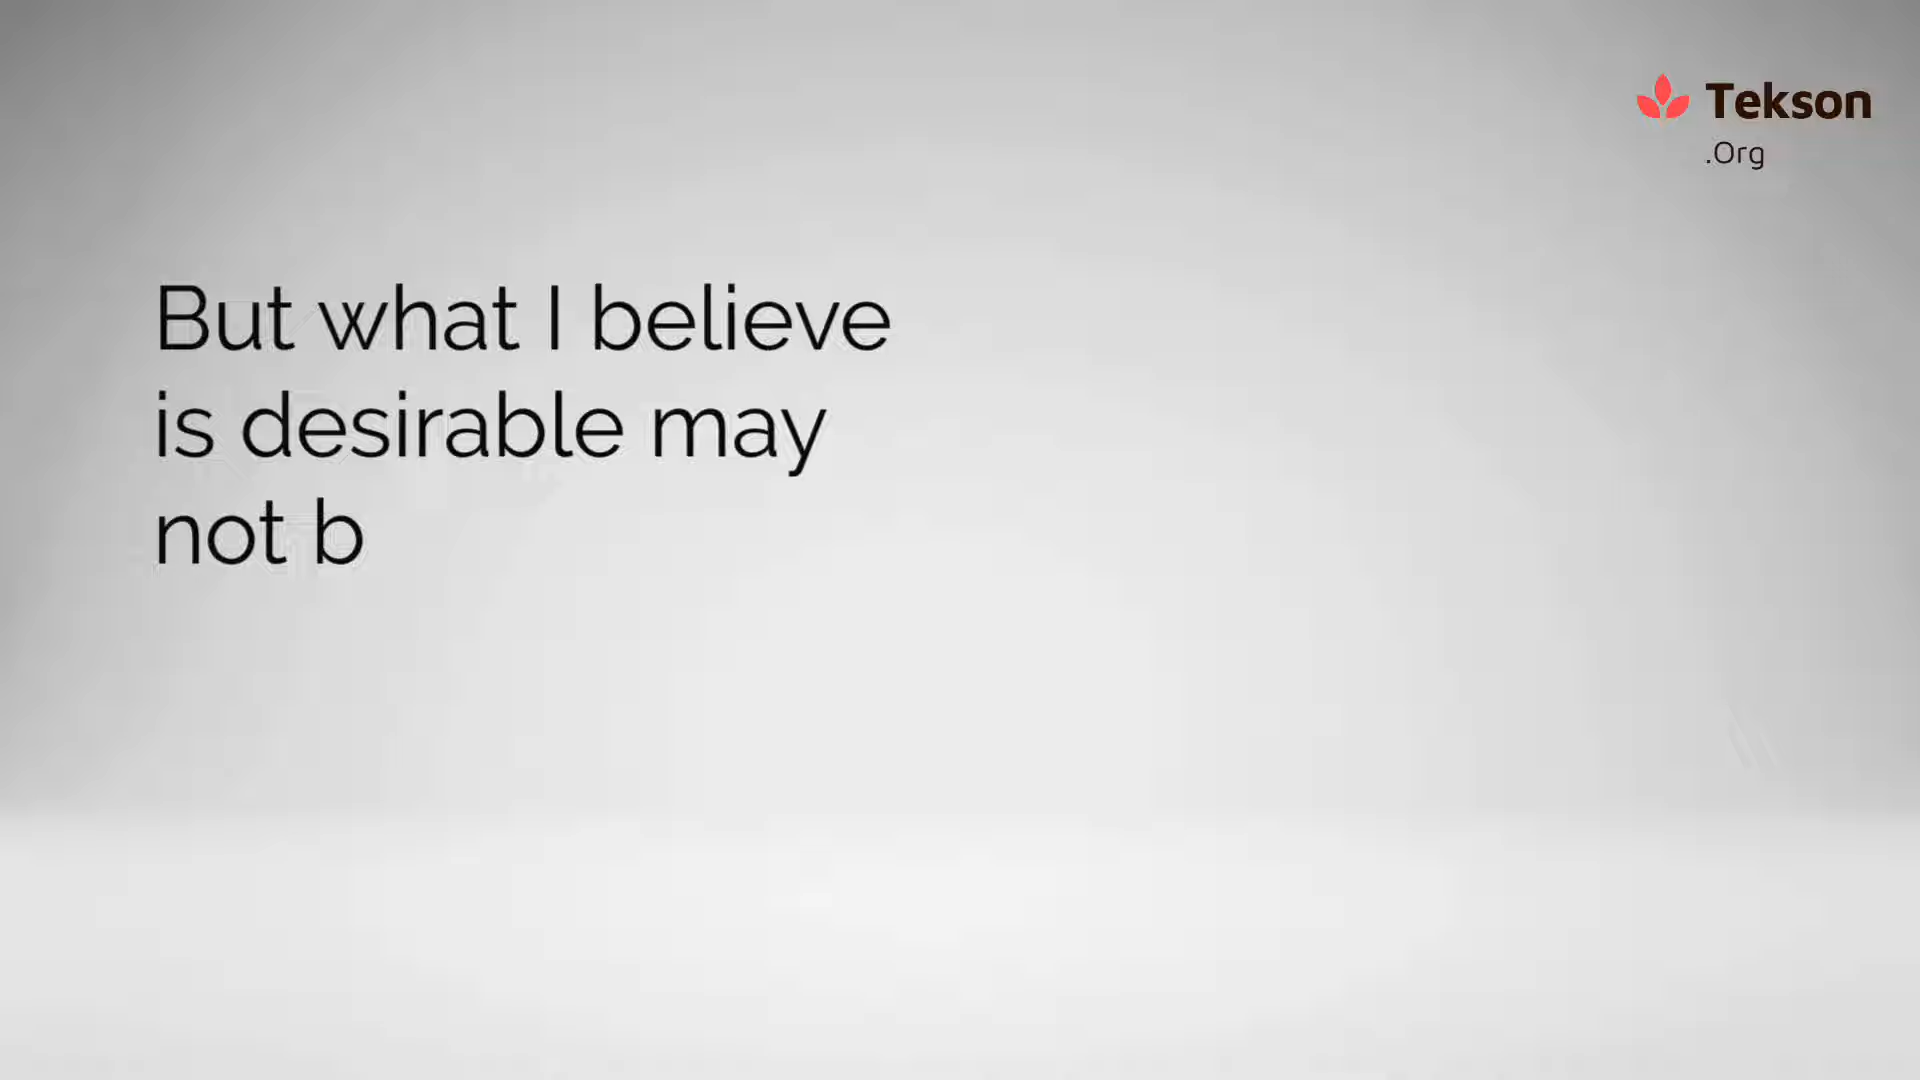 Tekson
.Org
But what I believe
is desirable may
not b